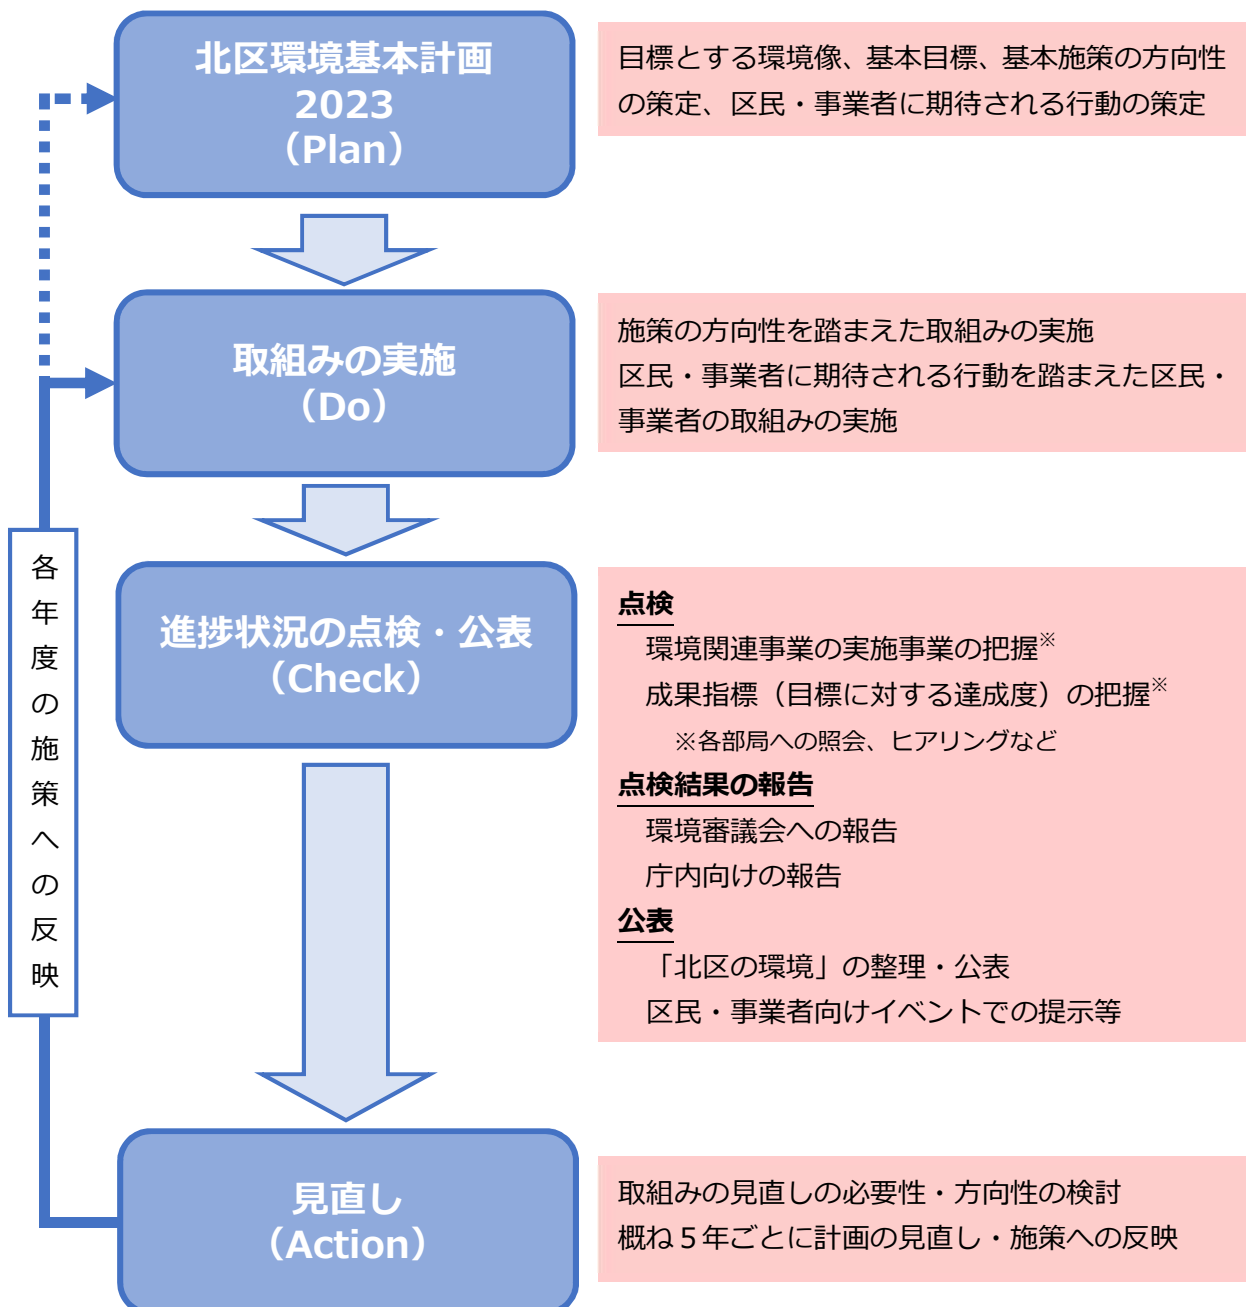 北区環境基本計画
2023
（Plan）
目標とする環境像、基本目標、基本施策の方向性
の策定、区民・事業者に期待される行動の策定
取組みの実施
（Do）
施策の方向性を踏まえた取組みの実施
区民・事業者に期待される行動を踏まえた区民・
事業者の取組みの実施
各年度の施策への反映
進捗状況の点検・公表
（Check）
点検
環境関連事業の実施事業の把握※
成果指標（目標に対する達成度）の把握※
※各部局への照会、ヒアリングなど
点検結果の報告
環境審議会への報告
庁内向けの報告
公表
「北区の環境」の整理・公表
区民・事業者向けイベントでの提示等
見直し
（Action）
取組みの見直しの必要性・方向性の検討
概ね５年ごとに計画の見直し・施策への反映